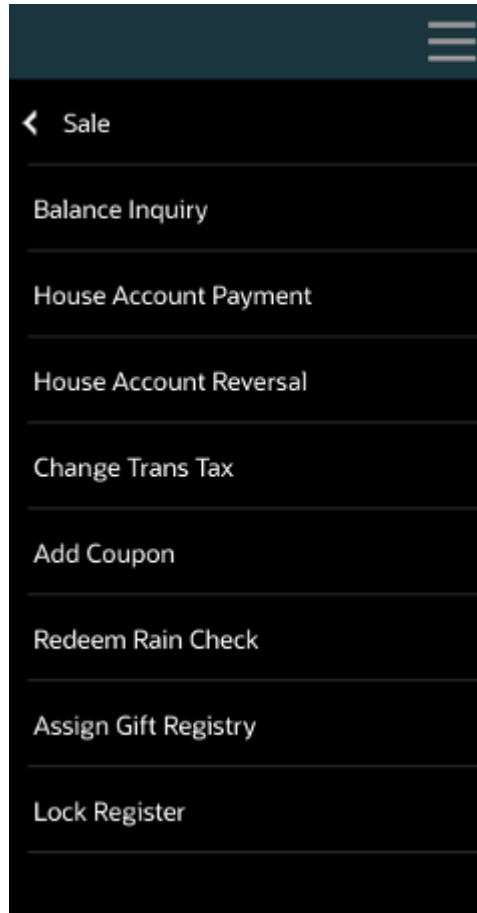 Sale
Balance Inquiry
House Account Payment
House Account Reversal
Change Trans Tax
Add Coupon
Redeem Rain Check
Assign Gift Registry
Lock Register